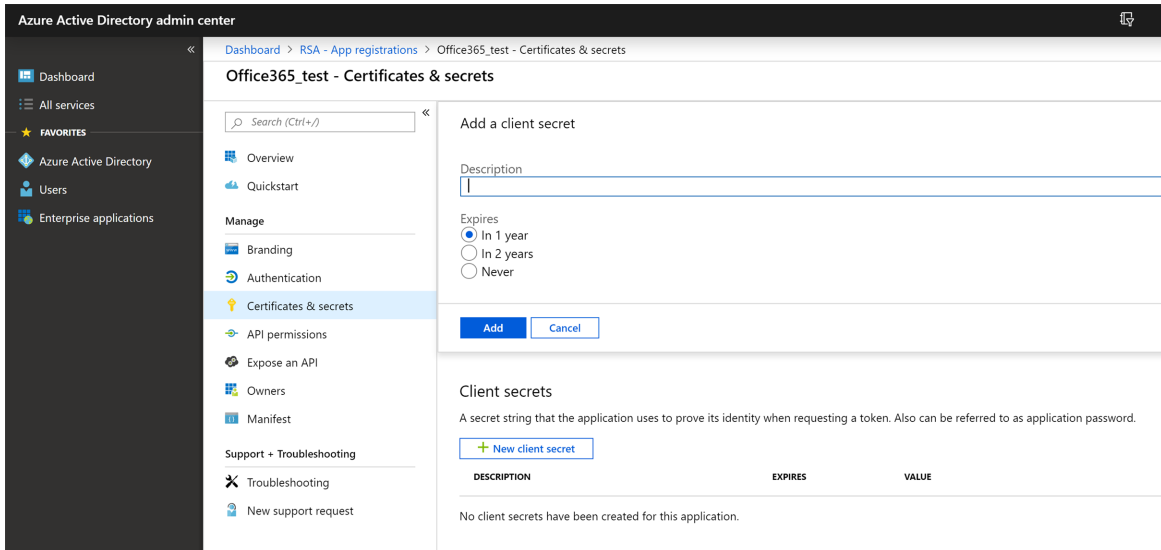 Azure Active Directory admin center
«
Dashboard
All services
FAVORITES
Azure Active Directory
Users
Enterprise applications
Dashboard > RSA - App registrations > Office365_test - Certificates & secrets
Office365_test - Certificates & secrets
Search (Ctrl+/)
«
Overview
Quickstart
Manage
Branding
Authentication
Certificates & secrets
API permissions
Expose an API
Owners
Manifest
Support + Troubleshooting
Troubleshooting
New support request
Add a client secret
Description
Expires
In 1 year
In 2 years
Never
Add Cancel
Client secrets
A secret string that the application uses to prove its identity when requesting a token. Also can be referred to as application password.
+ New client secret
DESCRIPTION EXPIRES VALUE
No client secrets have been created for this application.